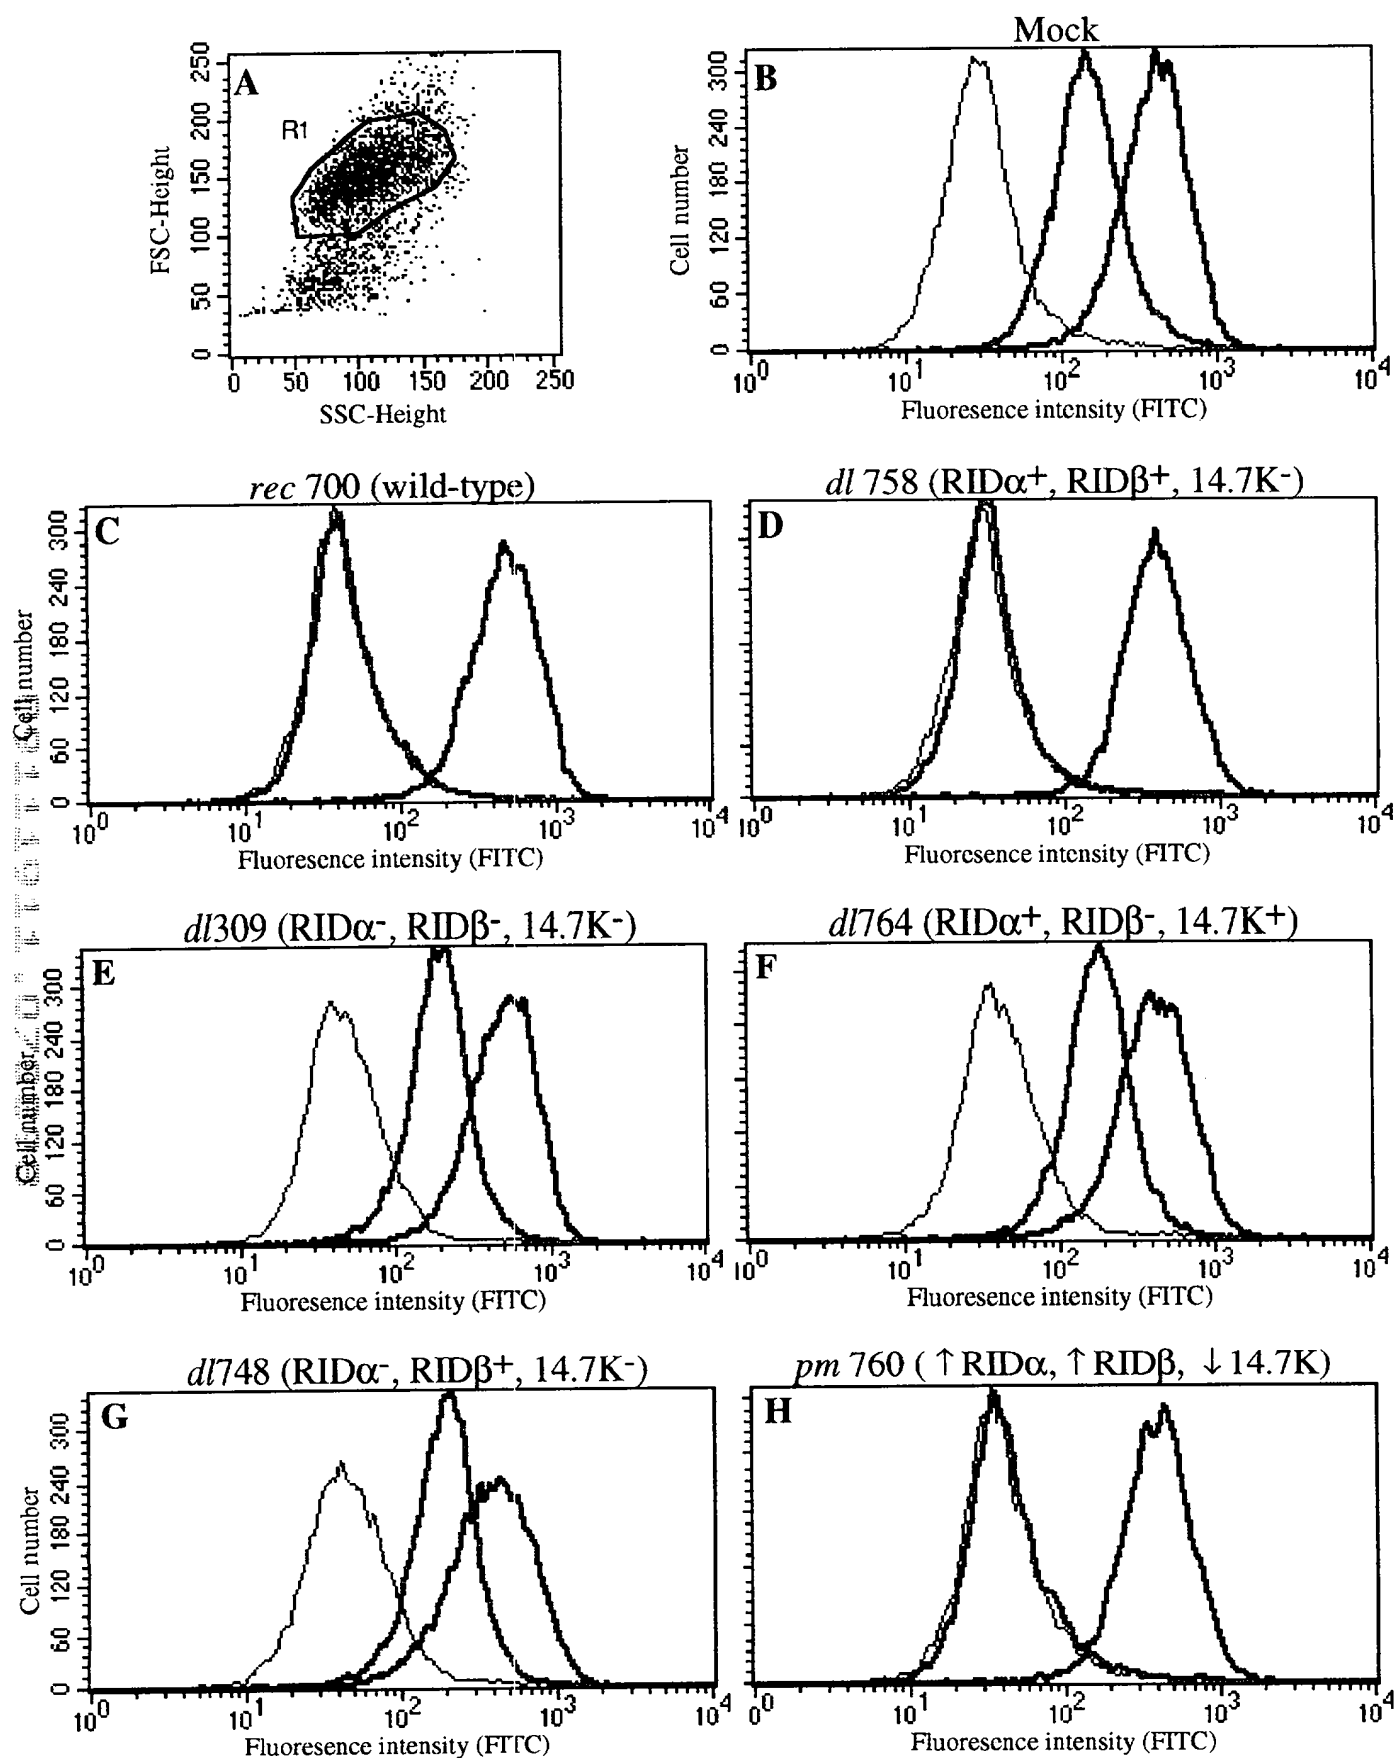 Mock
A
R1
FSC-Height
250
200
150
100
50
0
0 50 100 150 200 250
SSC-Height
B
Cell number
300
240
180
120
60
0
10^0 10^1 10^2 10^3 10^4
Fluoresence intensity (FITC)
rec 700 (wild-type)
C
Cell number
300
240
180
120
60
0
10^0 10^1 10^2 10^3 10^4
Fluoresence intensity (FITC)
dl 758 (RIDα+, RIDβ+, 14.7K-)
D
10^0 10^1 10^2 10^3 10^4
Fluoresence intensity (FITC)
dl309 (RIDα-, RIDβ-, 14.7K-)
E
Cell number
300
240
180
120
60
0
10^0 10^1 10^2 10^3 10^4
Fluoresence intensity (FITC)
dl764 (RIDα+, RIDβ-, 14.7K+)
F
10^0 10^1 10^2 10^3 10^4
Fluoresence intensity (FITC)
dl748 (RIDα-, RIDβ+, 14.7K-)
G
Cell number
300
240
180
120
60
0
10^0 10^1 10^2 10^3 10^4
Fluoresence intensity (FITC)
pm 760 (↑RIDα, ↑RIDβ, ↓14.7K)
H
0^0 10^1 10^2 10^3 10^4
Fluoresence intensity (FITC)